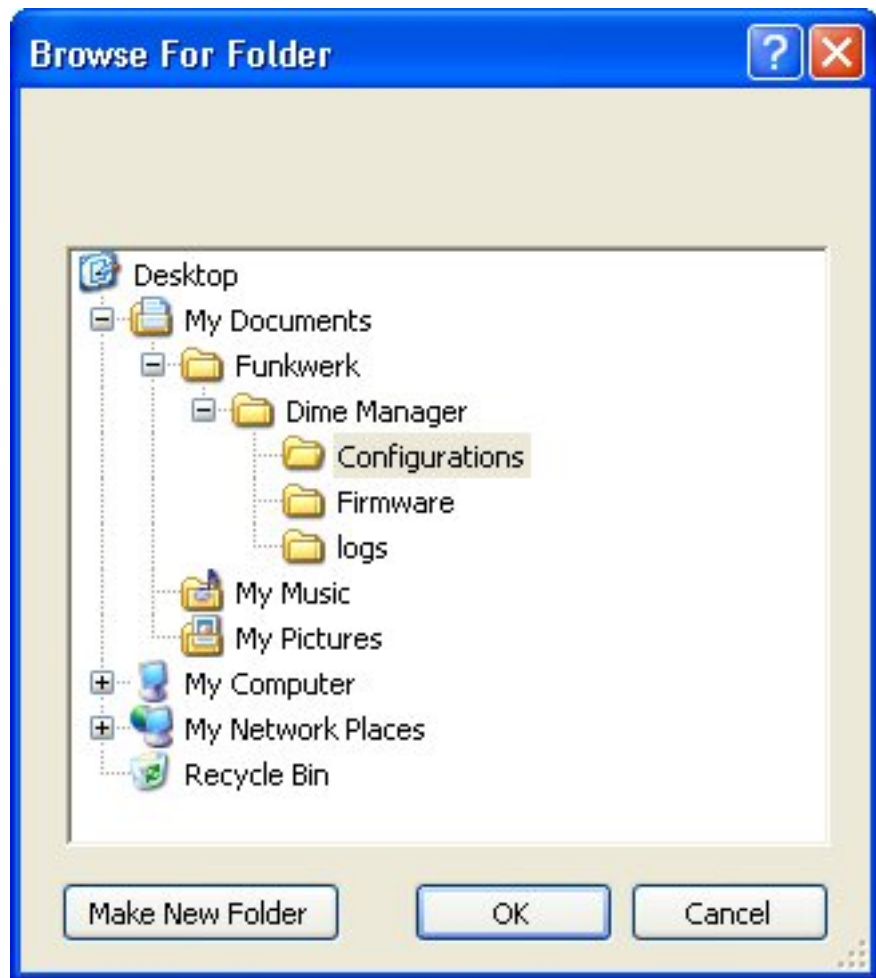 Browse For Folder
Desktop
My Documents
Funkwerk
Dime Manager
Configurations
Firmware
logs
My Music
My Pictures
My Computer
My Network Places
Recycle Bin
Make New Folder OK Cancel